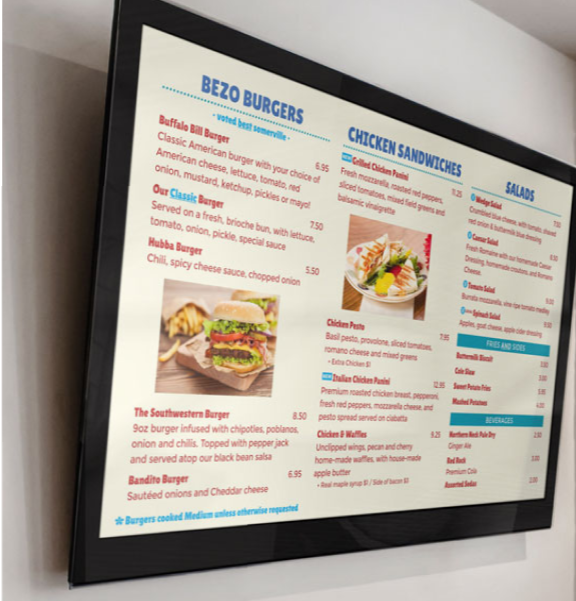 BEZO BURGERS
- voted best somerville -
Buffalo Bill Burger
6.95
Classic American burger with your choice of
American cheese, lettuce, tomato, red
onion, mustard, ketchup, pickles or mayo!
Our Classic Burger
7.50
Served on a fresh, brioche bun, with lettuce,
tomato, onion, pickle, special sauce
Hubba Burger
5.50
Chili, spicy cheese sauce, chopped onion
The Southwestern Burger
8.50
9oz burger infused with chipotles, poblanos,
onion and chilis. Topped with pepper jack
and served atop our black bean salsa
Bandito Burger
6.95
Sautéed onions and Cheddar cheese
Burgers cooked Medium unless otherwise requested
CHICKEN SANDWICHES
NEW Grilled Chicken Panini
11.25
Fresh mozzarella, roasted red peppers,
sliced tomatoes, mixed field greens and
balsamic vinaigrette
Chicken Pesto
7.95
Basil pesto, provolone, sliced tomatoes,
romano cheese and mixed greens
• Extra Chicken $1
NEW Italian Chicken Panini
12.95
Premium roasted chicken breast, pepperoni,
fresh red peppers, mozzarella cheese, and
pesto spread served on ciabatta
Chicken & Waffles
9.25
Unclipped wings, pecan and cherry
home-made waffles, with house-made
apple butter
• Real maple syrup $1 / Side of bacon $3
SALADS
Wedge Salad
7.50
Crumbled blue cheese, with tomato, shaved
red onion & buttermilk blue dressing
Caesar Salad
8.50
Fresh Romaine with our homemade Caesar
Dressing, homemade croutons, and Romano
Cheese.
Tomato Salad
Burrata mozzarella, vine ripe tomato medley
Spinach Salad
Apples, goat cheese, apple cider dressing
FRIES AND SIDES
Buttermilk Biscuit
Cole Slaw
Sweet Potato Fries
Mashed Potatoes
4.00
BEVERAGES
Northern Neck Pale Dry
2.50
Ginger Ale
Red Rock
Premium Cola
Assorted Sodas